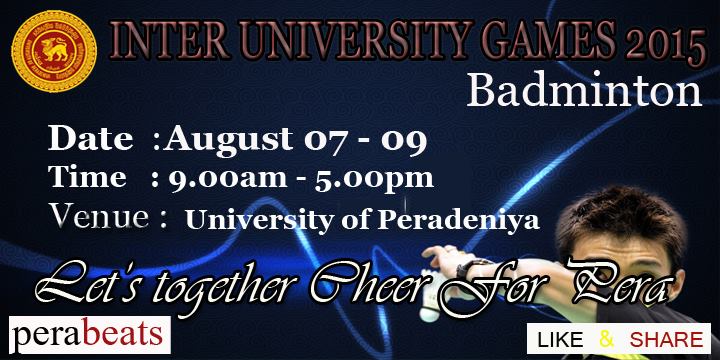 INTER UNIVERSITY GAMES 2015
Badminton
Date : August 07 - 09
Time : 9.00am - 5.00pm
Venue : University of Peradeniya
Let's together Cheer For Pera
perabeats
LIKE & SHARE